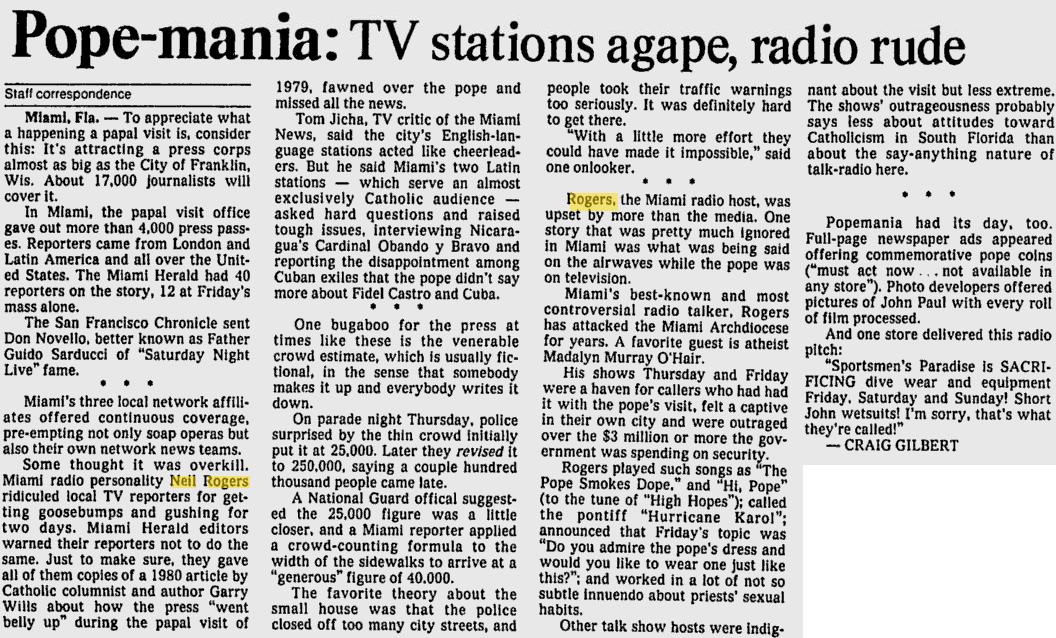 Pope-mania: TV stations agape, radio rude
Staff correspondence
Miami, Fla. — To appreciate what
a happening a papal visit is, consider
this: It's attracting a press corps
almost as big as the City of Franklin,
Wis. About 17,000 journalists will
cover it.
In Miami, the papal visit office
gave out more than 4,000 press pass-
es. Reporters came from London and
Latin America and all over the Unit-
ed States. The Miami Herald had 40
reporters on the story, 12 at Friday's
mass alone.
The San Francisco Chronicle sent
Don Novello, better known as Father
Guido Sarducci of "Saturday Night
Live" fame.
* * *
Miami's three local network affili-
ates offered continuous coverage,
pre-empting not only soap operas but
also their own network news teams.
Some thought it was overkill.
Miami radio personality Neil Rogers
ridiculed local TV reporters for get-
ting goosebumps and gushing for
two days. Miami Herald editors
warned their reporters not to do the
same. Just to make sure, they gave
all of them copies of a 1980 article by
Catholic columnist and author Garry
Wills about how the press "went
belly up" during the papal visit of
1979, fawned over the pope and
missed all the news.
Tom Jicha, TV critic of the Miami
News, said the city's English-lan-
guage stations acted like cheerlead-
ers. But he said Miami's two Latin
stations — which serve an almost
exclusively Catholic audience —
asked hard questions and raised
tough issues, interviewing Nicara-
gua's Cardinal Obando y Bravo and
reporting the disappointment among
Cuban exiles that the pope didn't say
more about Fidel Castro and Cuba.
* * *
One bugaboo for the press at
times like these is the venerable
crowd estimate, which is usually fic-
tional, in the sense that somebody
makes it up and everybody writes it
down.
On parade night Thursday, police
surprised by the thin crowd initially
put it at 25,000. Later they revised it
to 250,000, saying a couple hundred
thousand people came late.
A National Guard offical suggest-
ed the 25,000 figure was a little
closer, and a Miami reporter applied
a crowd-counting formula to the
width of the sidewalks to arrive at a
"generous" figure of 40,000.
The favorite theory about the
small house was that the police
closed off too many city streets, and
people took their traffic warnings
too seriously. It was definitely hard
to get there.
"With a little more effort they
could have made it impossible," said
one onlooker.
* * *
Rogers, the Miami radio host, was
upset by more than the media. One
story that was pretty much ignored
in Miami was what was being said
on the airwaves while the pope was
on television.
Miami's best-known and most
controversial radio talker, Rogers
has attacked the Miami Archdiocese
for years. A favorite guest is atheist
Madalyn Murray O'Hair.
His shows Thursday and Friday
were a haven for callers who had had
it with the pope's visit, felt a captive
in their own city and were outraged
over the $3 million or more the gov-
ernment was spending on security.
Rogers played such songs as "The
Pope Smokes Dope," and "Hi, Pope"
(to the tune of "High Hopes"); called
the pontiff "Hurricane Karol";
announced that Friday's topic was
"Do you admire the pope's dress and
would you like to wear one just like
this?"; and worked in a lot of not so
subtle innuendo about priests' sexual
habits.
Other talk show hosts were indig-
nant about the visit but less extreme.
The shows' outrageousness probably
says less about attitudes toward
Catholicism in South Florida than
about the say-anything nature of
talk-radio here.
* * *
Popemania had its day, too.
Full-page newspaper ads appeared
offering commemorative pope coins
("must act now . . . not available in
any store"). Photo developers offered
pictures of John Paul with every roll
of film processed.
And one store delivered this radio
pitch:
"Sportsmen's Paradise is SACRI-
FICING dive wear and equipment
Friday, Saturday and Sunday! Short
John wetsuits! I'm sorry, that's what
they're called!"
— CRAIG GILBERT